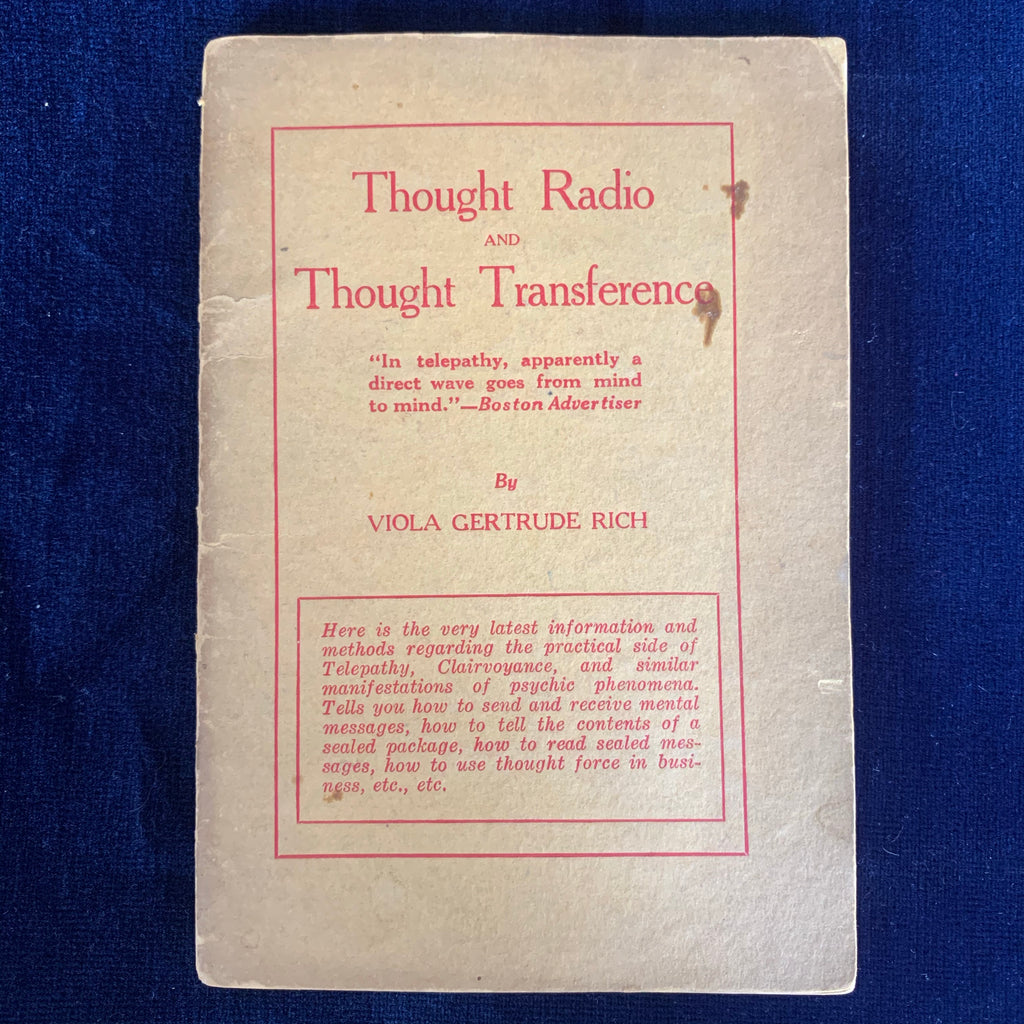 Thought Radio
AND
Thought Transference
“In telepathy, apparently a
direct wave goes from mind
to mind.”—Boston Advertiser
By
VIOLA GERTRUDE RICH
Here is the very latest information and
methods regarding the practical side of
Telepathy, Clairvoyance, and similar
manifestations of psychic phenomena.
Tells you how to send and receive mental
messages, how to tell the contents of a
sealed package, how to read sealed mes-
sages, how to use thought force in busi-
ness, etc., etc.